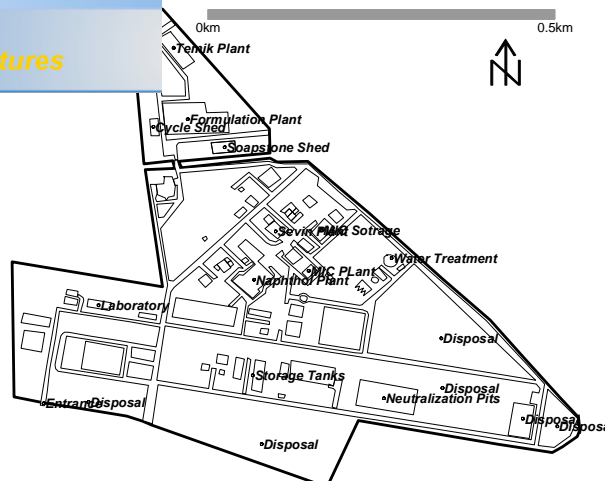 tures
0km 0.5km
Temik Plant
Formulation Plant
Cycle Shed
Soapstone Shed
Sevin Plant
MIC Sotrage
Water Treatment
MIC PLant
Naphthol Plant
Laboratory
Disposal
Storage Tanks
Disposal
Neutralization Pits
Entrance
Disposal
Disposal
Disposal
Disposal
N